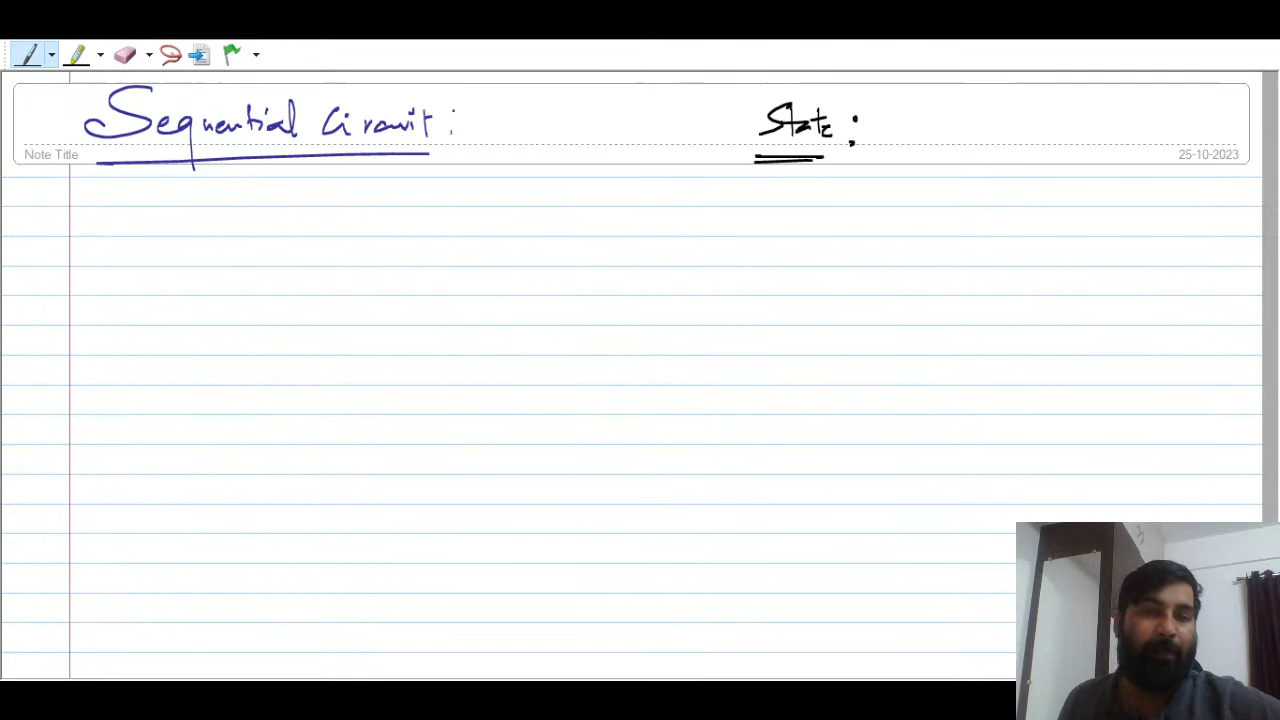 Sequential Circuit : State :
Note Title 25-10-2023